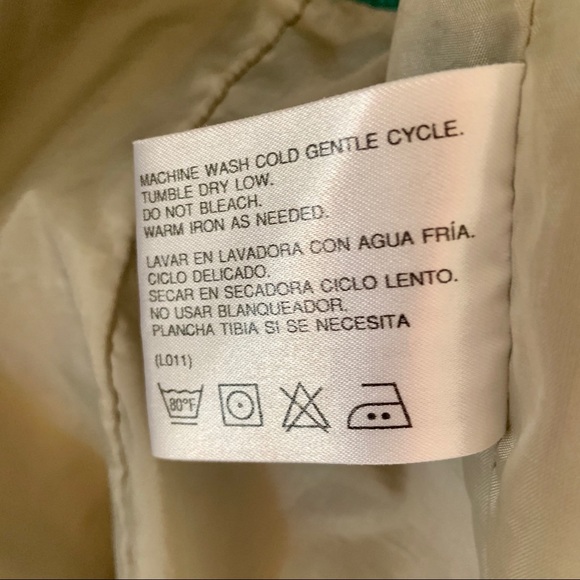 MACHINE WASH COLD GENTLE CYCLE.
TUMBLE DRY LOW.
DO NOT BLEACH.
WARM IRON AS NEEDED.
LAVAR EN LAVADORA CON AGUA FRÍA.
CICLO DELICADO.
SECAR EN SECADORA CICLO LENTO.
NO USAR BLANQUEADOR.
PLANCHA TIBIA SI SE NECESITA
(L011)
80°F